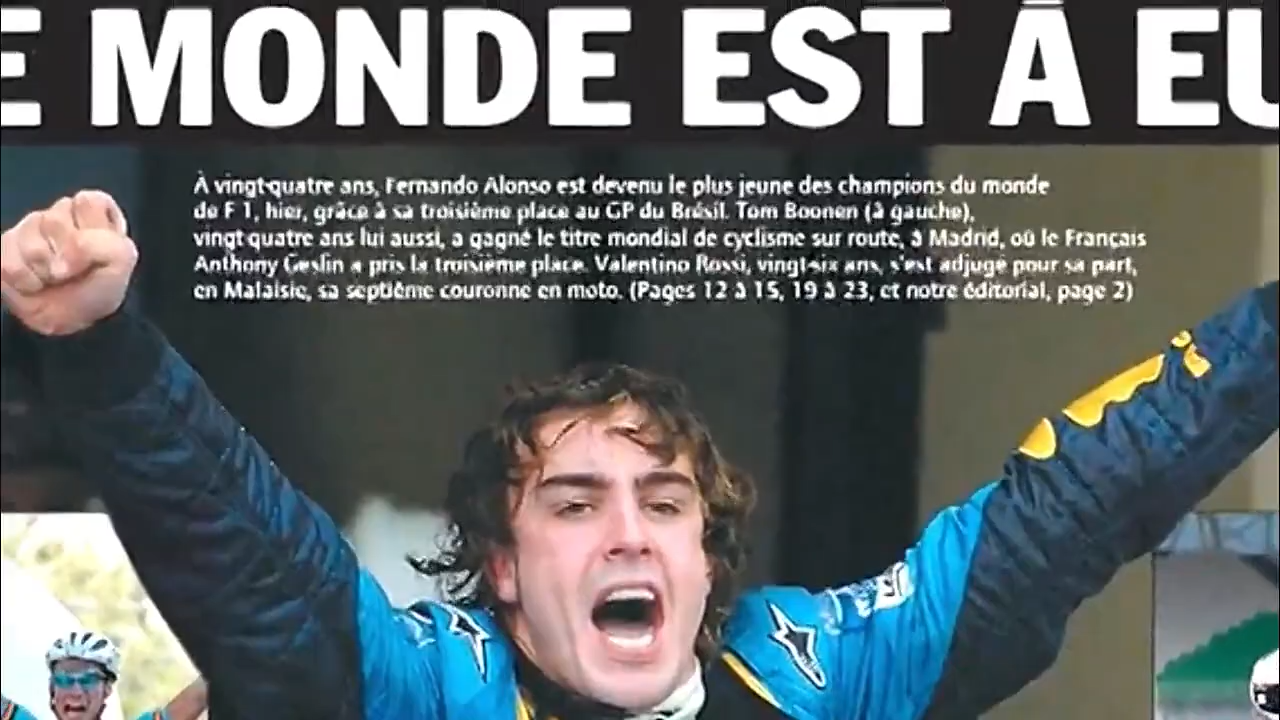 E MONDE EST À EU
À vingt-quatre ans, Fernando Alonso est devenu le plus jeune des champions du monde
de F 1, hier, grâce à sa troisième place au GP du Brésil. Tom Boonen (à gauche),
vingt quatre ans lui aussi, a gagné le titre mondial de cyclisme sur route, à Madrid, où le Français
Anthony Geslin a pris la troisième place. Valentino Rossi, vingt-six ans, s'est adjugé pour sa part,
en Malaisie, sa septième couronne en moto. (Pages 12 à 15, 19 à 23, et notre éditorial, page 2)